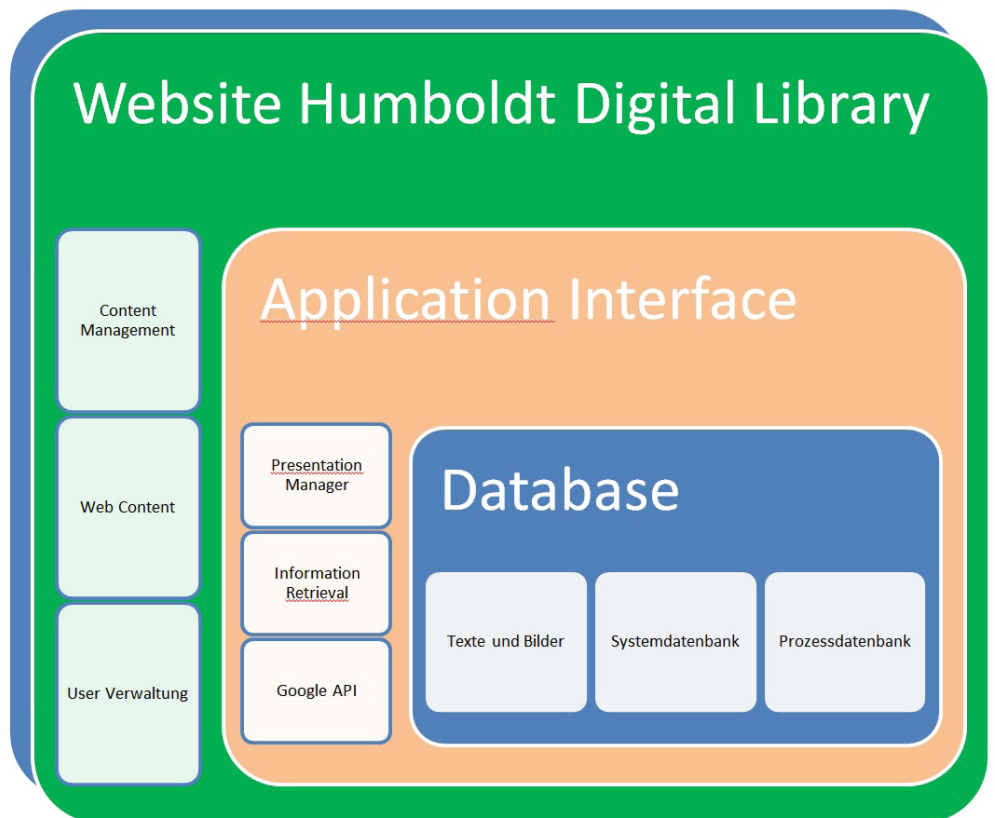 Website Humboldt Digital Library
Content
Management
Web Content
User Verwaltung
Application Interface
Presentation
Manager
Information
Retrieval
Google API
Database
Texte und Bilder
Systemdatenbank
Prozessdatenbank